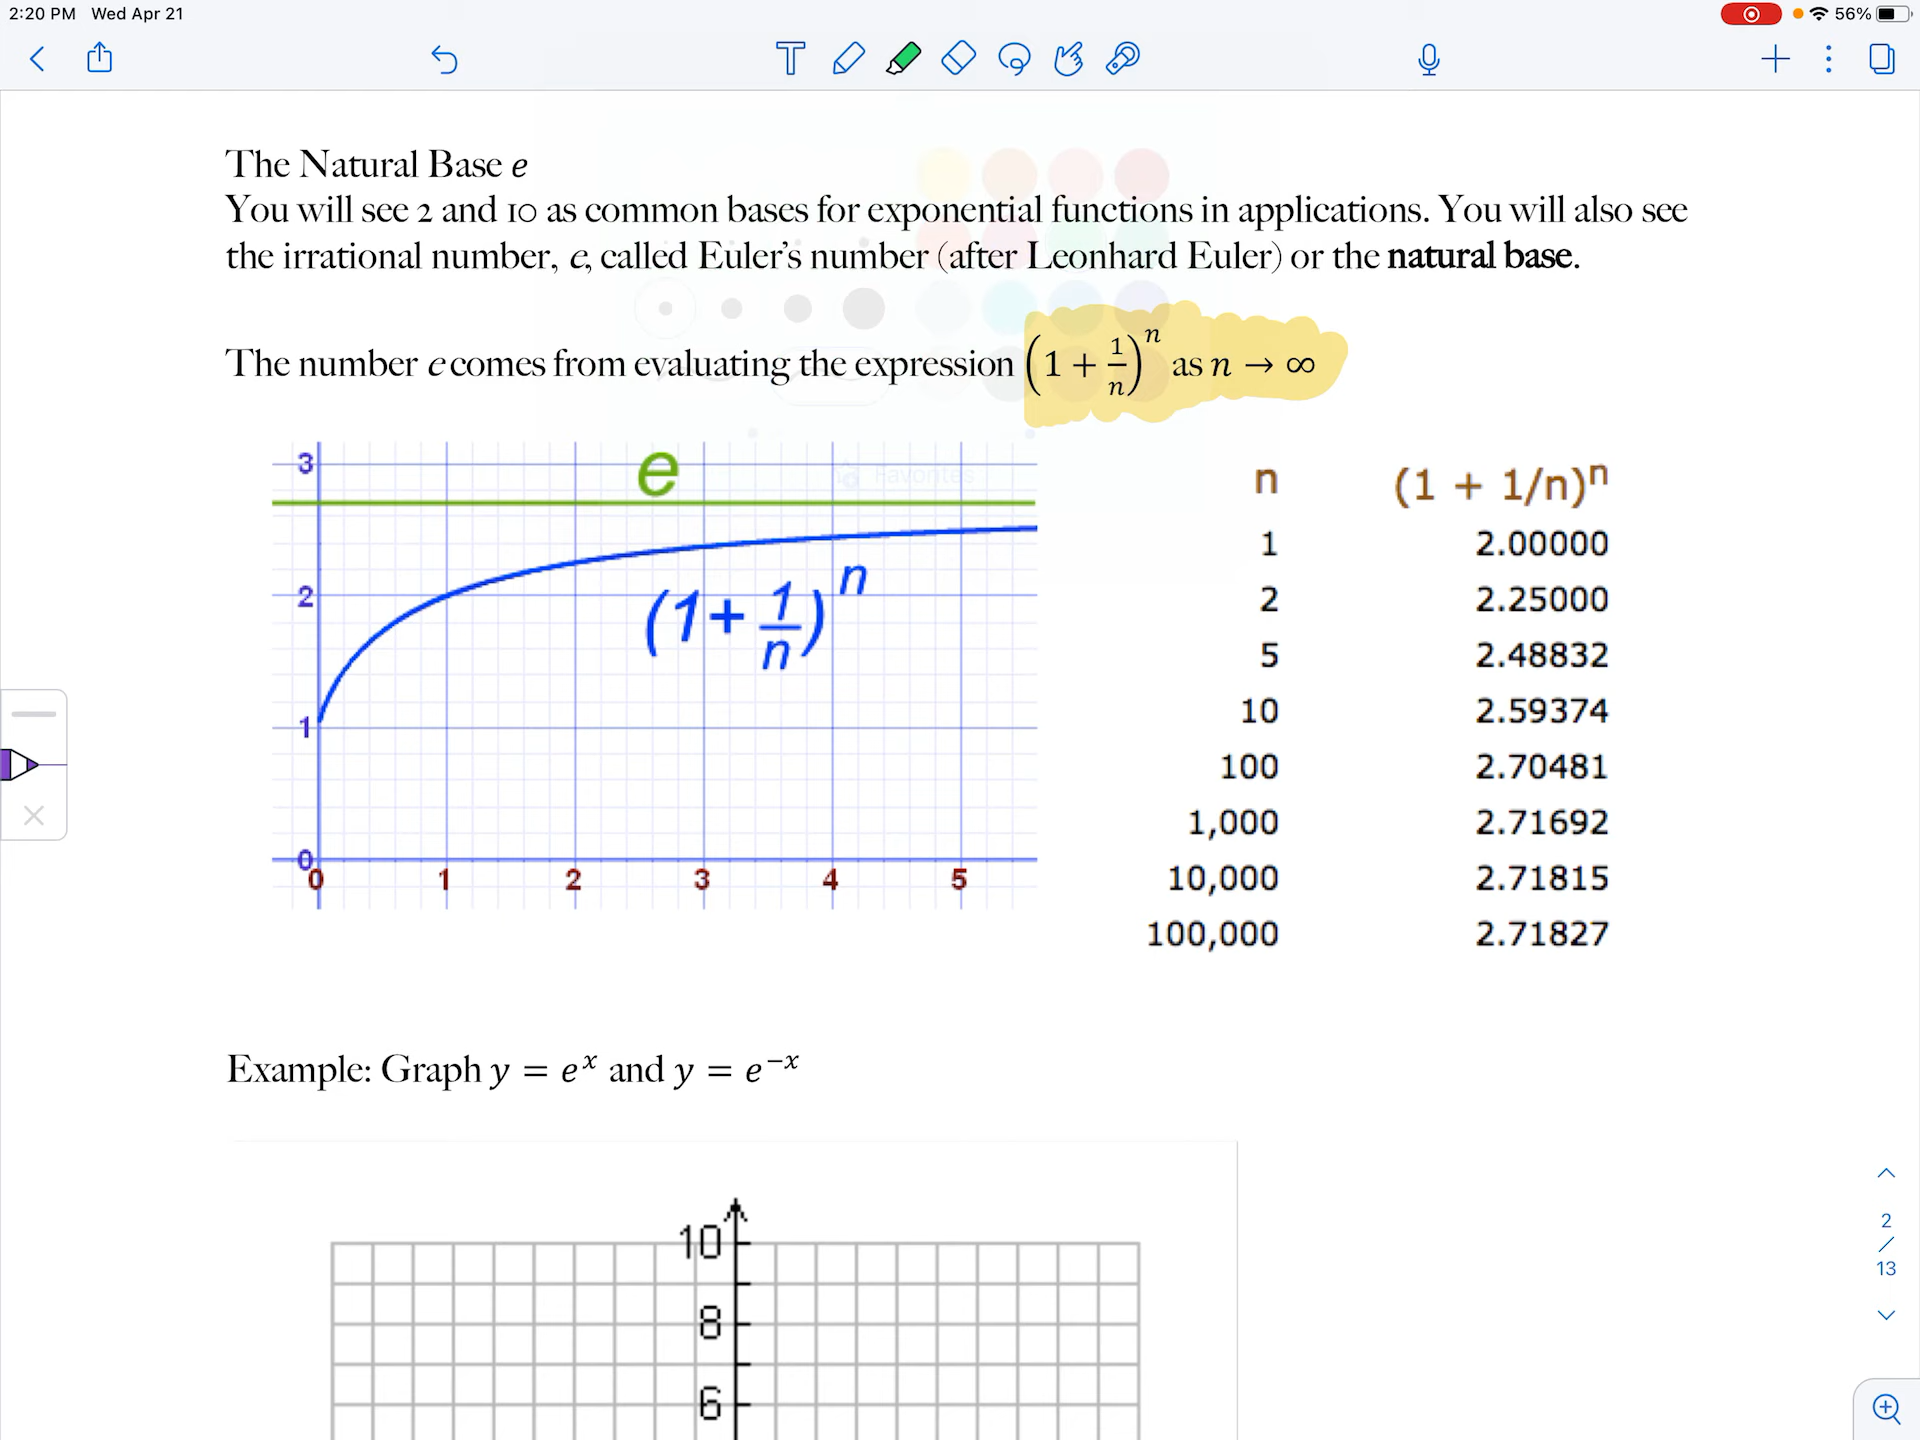 2:20 PM Wed Apr 21
56%
The Natural Base e
You will see 2 and 10 as common bases for exponential functions in applications. You will also see
the irrational number, e, called Euler's number (after Leonhard Euler) or the natural base.
The number e comes from evaluating the expression (1 + 1/n)ⁿ as n → ∞
3
e
Favorites
2
(1 + 1/n)ⁿ
1
0
0 1 2 3 4 5
n (1 + 1/n)ⁿ
1 2.00000
2 2.25000
5 2.48832
10 2.59374
100 2.70481
1,000 2.71692
10,000 2.71815
100,000 2.71827
Example: Graph y = eˣ and y = e⁻ˣ
10
8
6
2
/
13